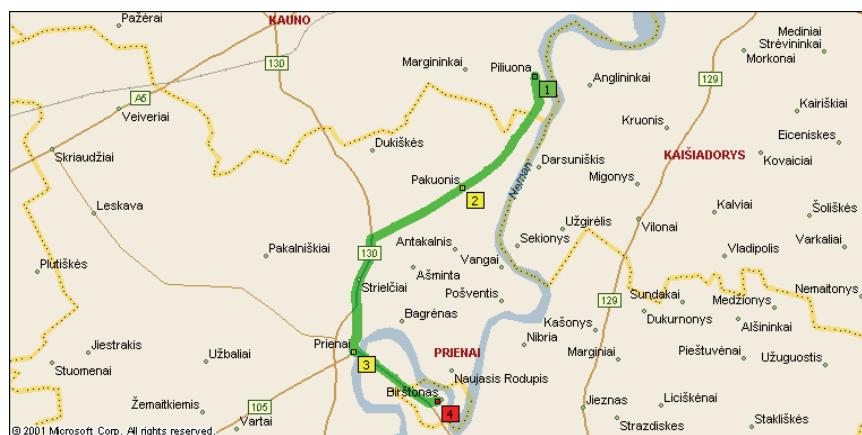 Pažėrai
KAUNO
Mediniai
Strėvininkai
Morkonai
130
Margininkai
Piliuona
1
Anglininkai
129
A5
Veiveriai
Kairiškiai
Kruonis
Eiceniskes
Dukiškės
Skriaudžiai
KAIŠIADORYS
Kovaiciai
Darsuniškis
Neman
Pakuonis
Migonys
2
Leskava
Kalviai
Šoliškės
Užgirėlis
Vilonai
Antakalnis
Sekionys
Varkaliai
Pakalniškiai
130
Vangai
Vladipolis
Plutiškės
Ašminta
Strielčiai
Nemaitonys
Pošventis
129
Sundakai
Medžionys
Bagrėnas
Dukurnonys
Alšininkai
Kašonys
Nibria
Prienai
PRIENAI
Jiestrakis
Užbaliai
Marginiai
Pieštuvėnai
Užuguostis
3
Stuomenai
Naujasis Rodupis
Birštonas
4
Žemaitkiemis
105
Jieznas
Liciškėnai
Vartai
Strazdiskes
Stakliškės
© 2001 Microsoft Corp. All rights reserved.